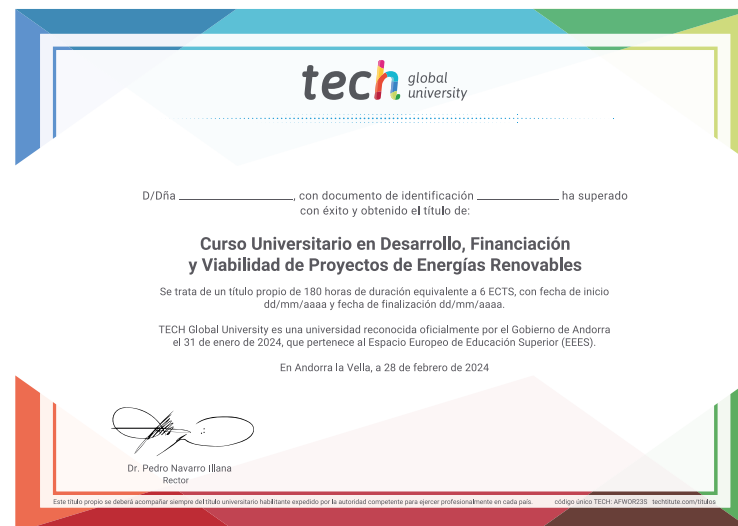 tech global university
D/Dña ____________, con documento de identificación ____________ ha superado
con éxito y obtenido el título de:
Curso Universitario en Desarrollo, Financiación
y Viabilidad de Proyectos de Energías Renovables
Se trata de un título propio de 180 horas de duración equivalente a 6 ECTS, con fecha de inicio
dd/mm/aaaa y fecha de finalización dd/mm/aaaa.
TECH Global University es una universidad reconocida oficialmente por el Gobierno de Andorra
el 31 de enero de 2024, que pertenece al Espacio Europeo de Educación Superior (EEES).
En Andorra la Vella, a 28 de febrero de 2024
Dr. Pedro Navarro Illana
Rector
Este título propio se deberá acompañar siempre del título universitario habilitante expedido por la autoridad competente para ejercer profesionalmente en cada país. código único TECH: AFWOR23S techtitute.com/titulos